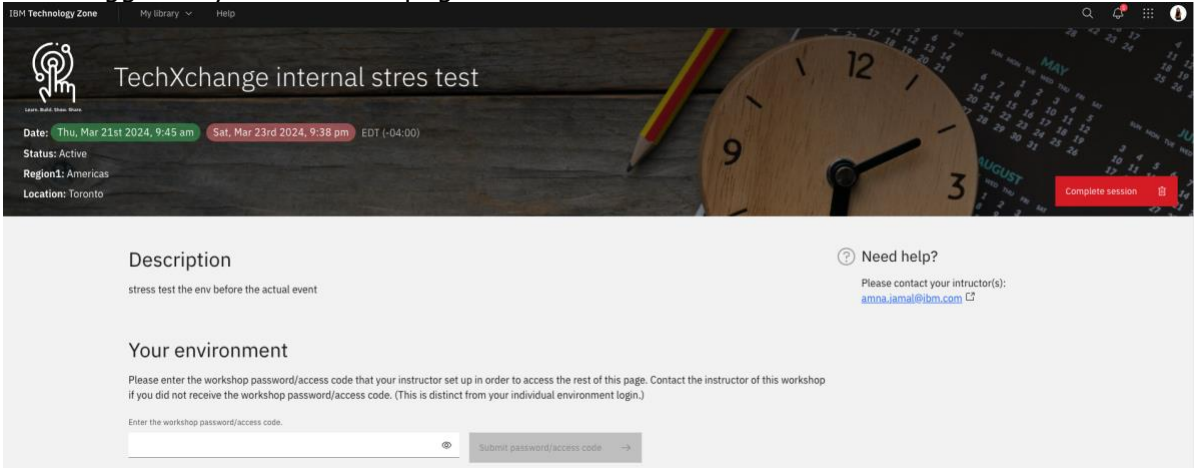 IBM Technology Zone My library Help
TechXchange internal stres test
Learn. Build. Show. Share.
Date: Thu, Mar 21st 2024, 9:45 am Sat, Mar 23rd 2024, 9:38 pm EDT (-04:00)
Status: Active
Region1: Americas
Location: Toronto
12
9
3
MAY
AUGUST
Complete session
Description
stress test the env before the actual event
Need help?
Please contact your intructor(s):
amna.jamal@ibm.com
Your environment
Please enter the workshop password/access code that your instructor set up in order to access the rest of this page. Contact the instructor of this workshop
if you did not receive the workshop password/access code. (This is distinct from your individual environment login.)
Enter the workshop password/access code.
Submit password/access code